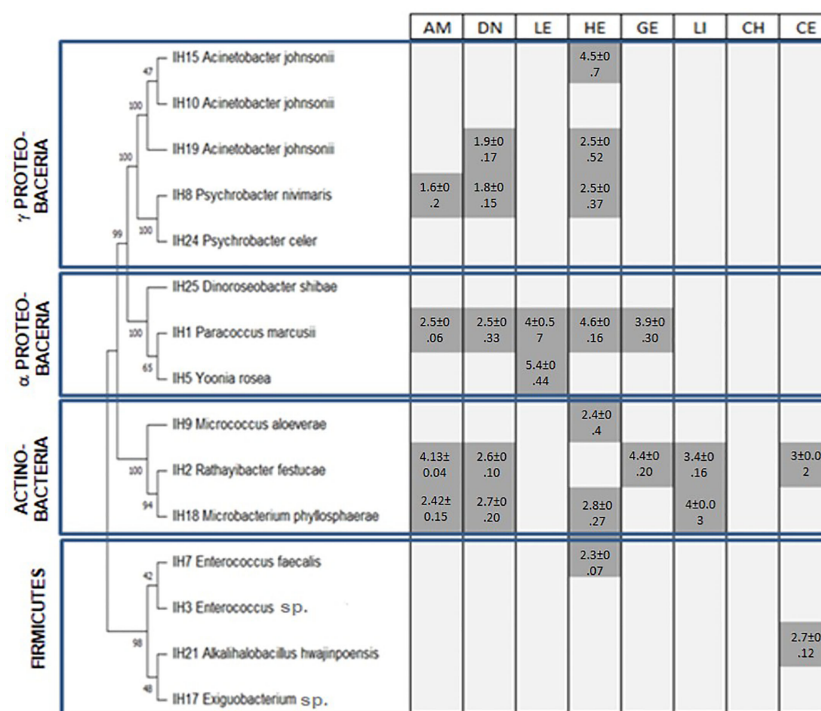 AM DN LE HE GE LI CH CE
γ PROTEO-
BACERIA
47
100
100
99
100
IH15 Acinetobacter johnsonii
4.5±0
.7
IH10 Acinetobacter johnsonii
IH19 Acinetobacter johnsonii
1.9±0
.17
2.5±0
.52
IH8 Psychrobacter nivimaris
1.6±0
.2
1.8±0
.15
2.5±0
.37
IH24 Psychrobacter celer
α PROTEO-
BACERIA
100
65
IH25 Dinoroseobacter shibae
IH1 Paracoccus marcusii
2.5±0
.06
2.5±0
.33
4±0.5
7
4.6±0
.16
3.9±0
.30
IH5 Yoonia rosea
5.4±0
.44
ACTINO-
BACTERIA
100
94
IH9 Micrococcus aloeverae
2.4±0
.4
IH2 Rathayibacter festucae
4.13±
0.04
2.6±0
.10
4.4±0
.20
3.4±0
.16
3±0.0
2
IH18 Microbacterium phyllosphaerae
2.42±
0.15
2.7±0
.20
2.8±0
.27
4±0.0
3
FIRMICUTES
42
98
48
IH7 Enterococcus faecalis
2.3±0
.07
IH3 Enterococcus sp.
IH21 Alkalihalobacillus hwajinpoensis
2.7±0
.12
IH17 Exiguobacterium sp.